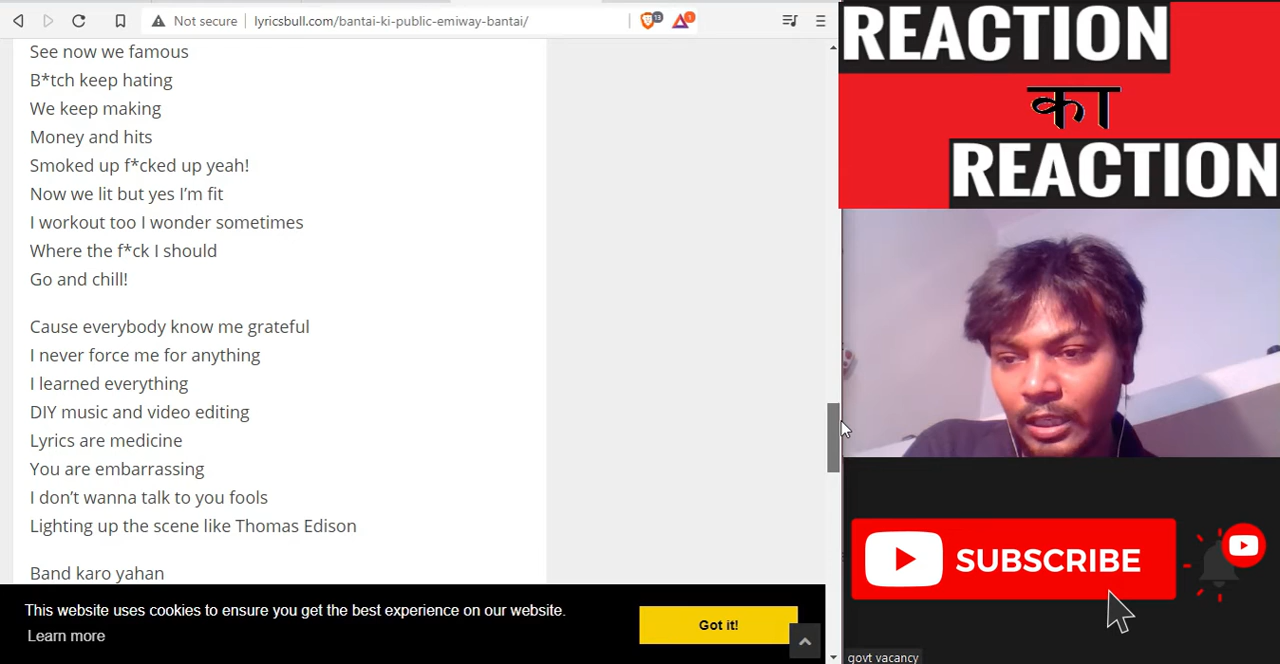 Not secure
lyricsbull.com/bantai-ki-public-emiway-bantai/
13
1
See now we famous
B*tch keep hating
We keep making
Money and hits
Smoked up f*cked up yeah!
Now we lit but yes I’m fit
I workout too I wonder sometimes
Where the f*ck I should
Go and chill!
Cause everybody know me grateful
I never force me for anything
I learned everything
DIY music and video editing
Lyrics are medicine
You are embarrassing
I don’t wanna talk to you fools
Lighting up the scene like Thomas Edison
Band karo yahan
This website uses cookies to ensure you get the best experience on our website.
Learn more
Got it!
REACTION
का
REACTION
SUBSCRIBE
govt vacancy